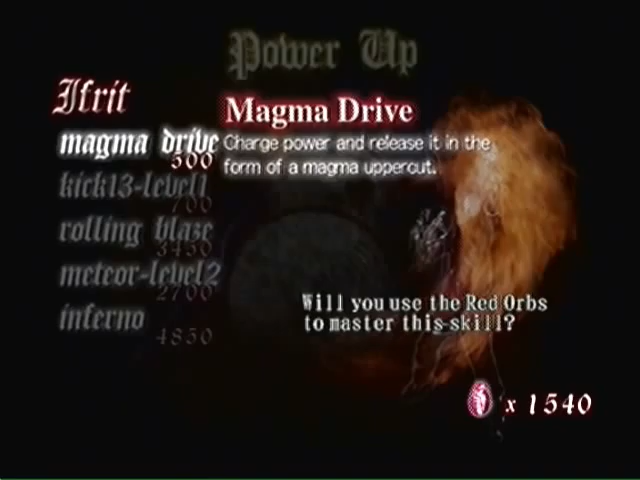 Power Up
Ifrit
Magma Drive
Charge power and release it in the
form of a magma uppercut.
magma drive
500
kick13-level1
700
rolling blaze
3450
meteor-level2
2700
inferno
4850
Will you use the Red Orbs
to master this skill?
x 1540